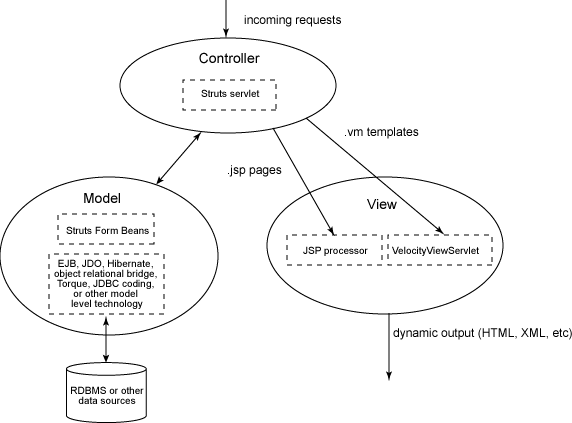 incoming requests
Controller
Struts servlet
.vm templates
.jsp pages
Model
View
Struts Form Beans
JSP processor
VelocityViewServlet
EJB, JDO, Hibernate,
object relational bridge,
Torque, JDBC coding,
or other model
level technology
dynamic output (HTML, XML, etc)
RDBMS or other
data sources